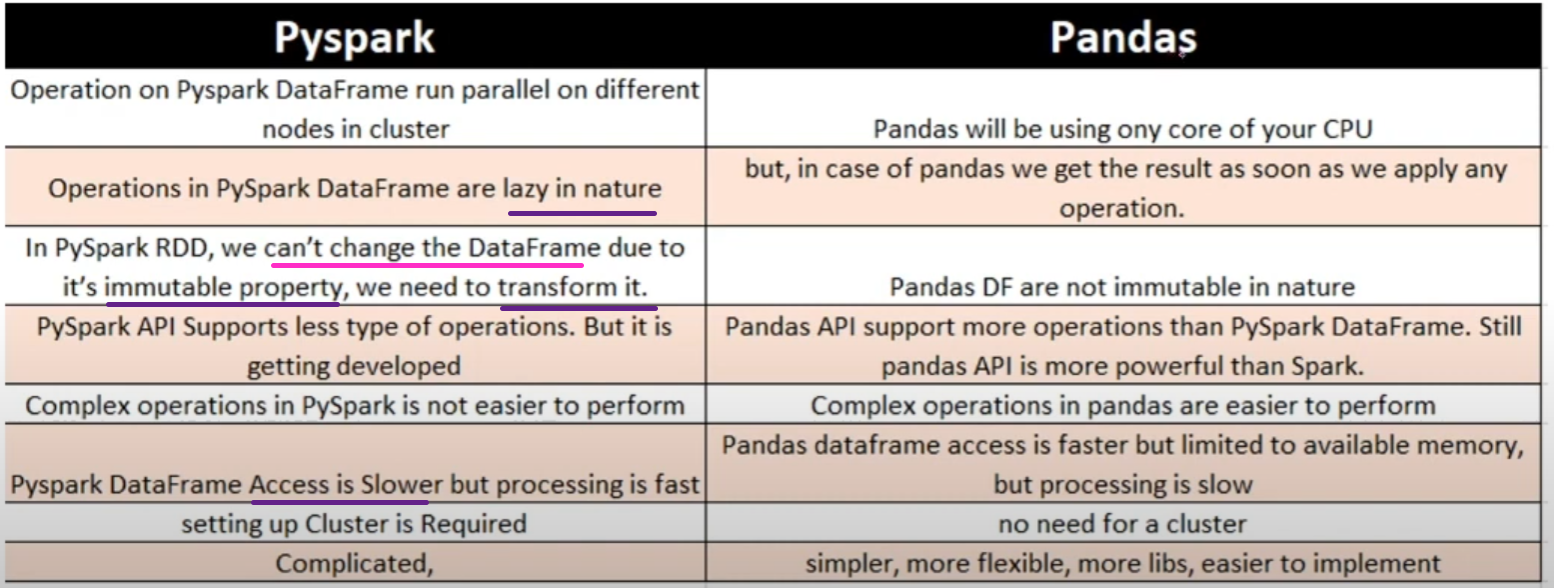 Pyspark
Pandas
Operation on Pyspark DataFrame run parallel on different
nodes in cluster
Pandas will be using ony core of your CPU
Operations in PySpark DataFrame are lazy in nature
but, in case of pandas we get the result as soon as we apply any
operation.
In PySpark RDD, we can't change the DataFrame due to
it's immutable property, we need to transform it.
Pandas DF are not immutable in nature
PySpark API Supports less type of operations. But it is
getting developed
Pandas API support more operations than PySpark DataFrame. Still
pandas API is more powerful than Spark.
Complex operations in PySpark is not easier to perform
Complex operations in pandas are easier to perform
Pyspark DataFrame Access is Slower but processing is fast
Pandas dataframe access is faster but limited to available memory,
but processing is slow
setting up Cluster is Required
no need for a cluster
Complicated,
simpler, more flexible, more libs, easier to implement